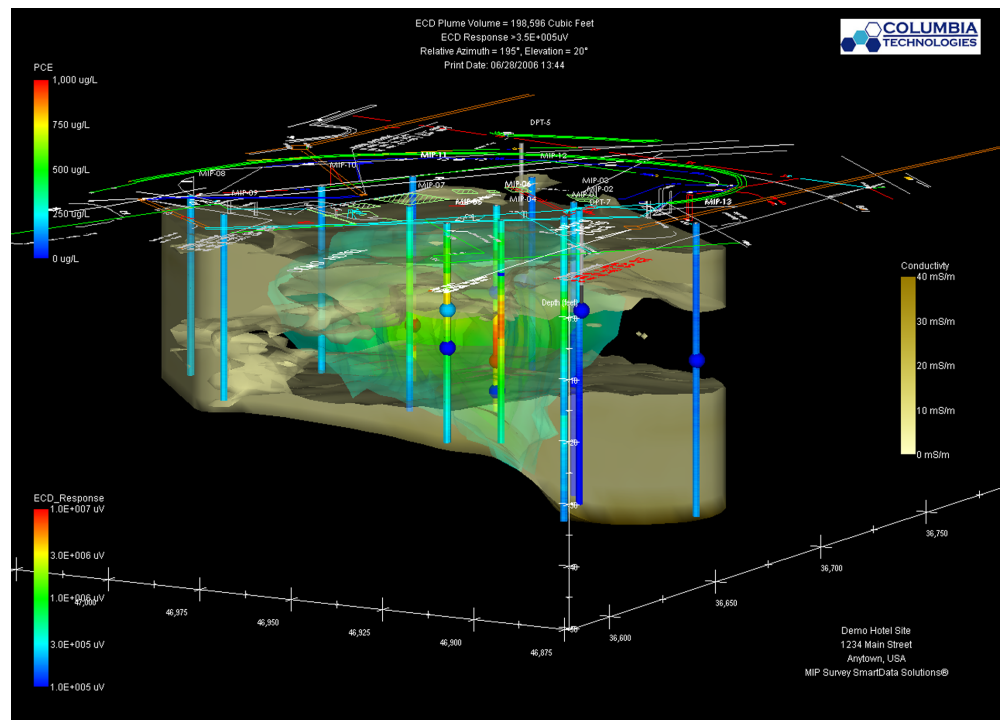 ECD Plume Volume = 198,596 Cubic Feet
ECD Response >3.5E+005uV
Relative Azimuth = 195°, Elevation = 20°
Print Date: 06/28/2006 13:44
COLUMBIA
TECHNOLOGIES
PCE
1,000 ug/L
750 ug/L
500 ug/L
250 ug/L
0 ug/L
DPT-5
MIP-11
MIP-12
MIP-10
MIP-08
MIP-07
MIP-06
MIP-03
MIP-02
MIP-09
MIP-05
MIP-04
DPT-7
MIP-13
Conductivity
40 mS/m
30 mS/m
20 mS/m
10 mS/m
0 mS/m
Depth (feet)
10
20
30
40
50
ECD_Response
1.0E+007 uV
3.0E+006 uV
1.0E+006 uV
3.0E+005 uV
1.0E+005 uV
47,000
46,975
46,950
46,925
46,900
46,875
36,600
36,650
36,700
36,750
Demo Hotel Site
1234 Main Street
Anytown, USA
MIP Survey SmartData Solutions®